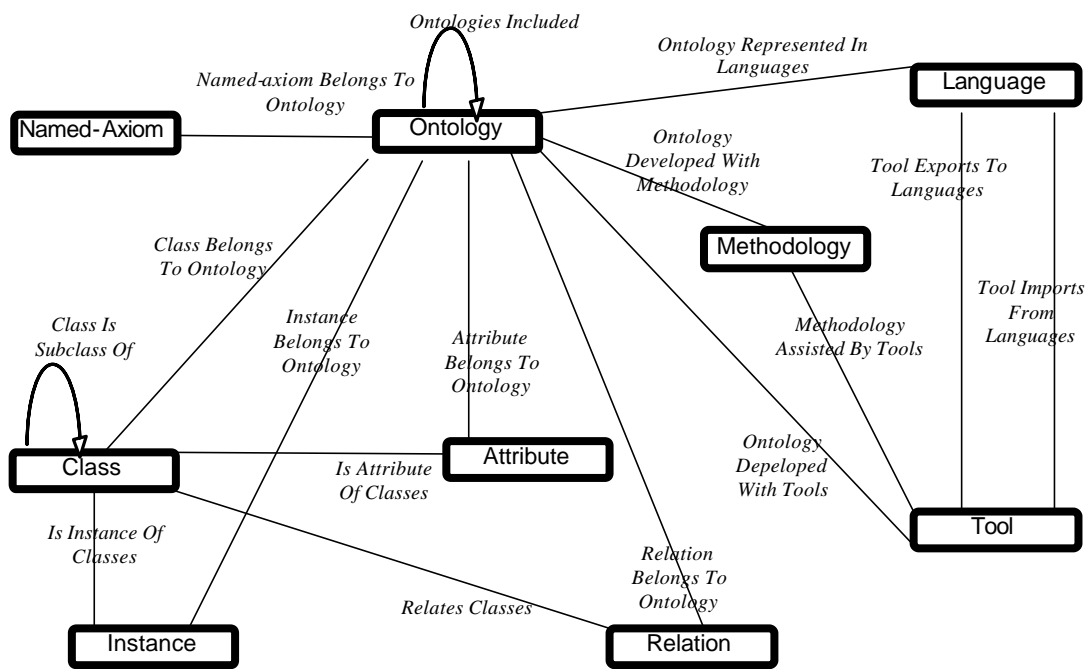 Ontologies Included
Ontology Represented In
Languages
Named-axiom Belongs To
Ontology
Language
Named-Axiom
Ontology
Ontology
Developed With
Methodology
Tool Exports To
Languages
Methodology
Class Belongs
To Ontology
Tool Imports
From
Languages
Class Is
Subclass Of
Instance
Belongs To
Ontology
Attribute
Belongs To
Ontology
Methodology
Assisted By Tools
Class
Attribute
Is Attribute
Of Classes
Ontology
Depeloped
With Tools
Is Instance Of
Classes
Tool
Relation
Belongs To
Ontology
Relates Classes
Instance
Relation